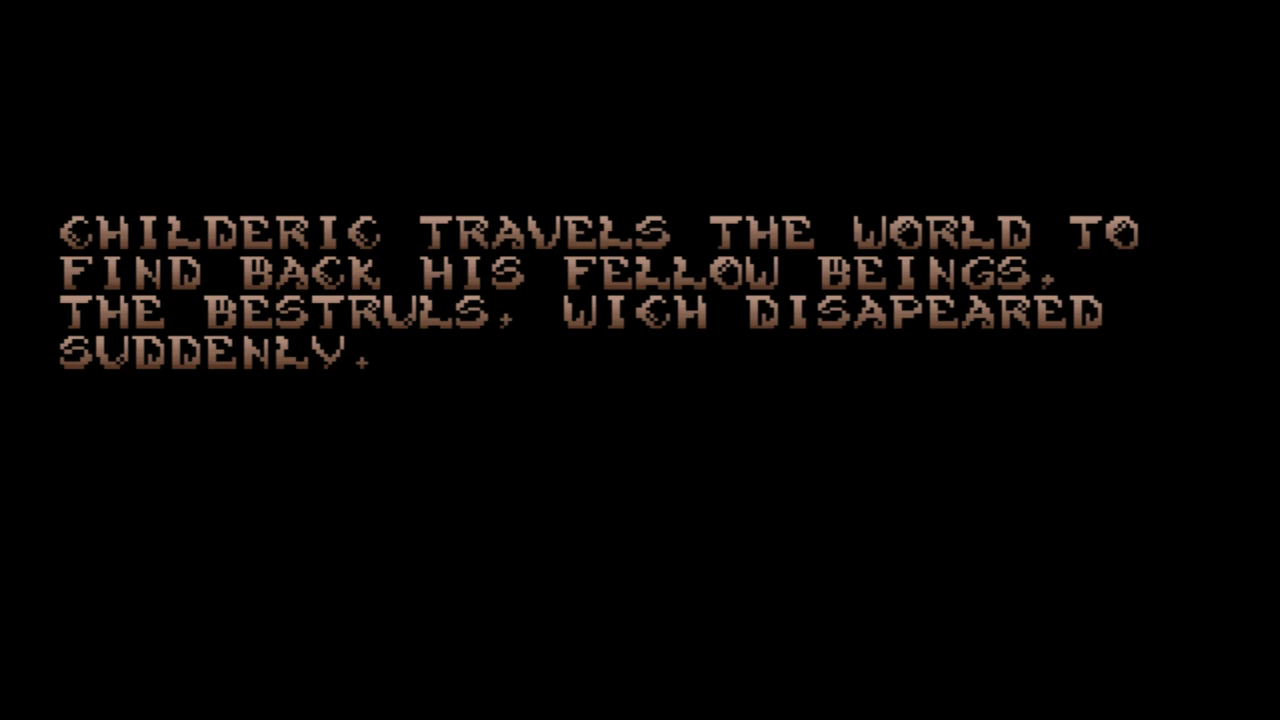 CHILDERIC TRAVELS THE WORLD TO
FIND BACK HIS FELLOW BEINGS,
THE BESTRULS, WICH DISAPEARED
SUDDENLY.